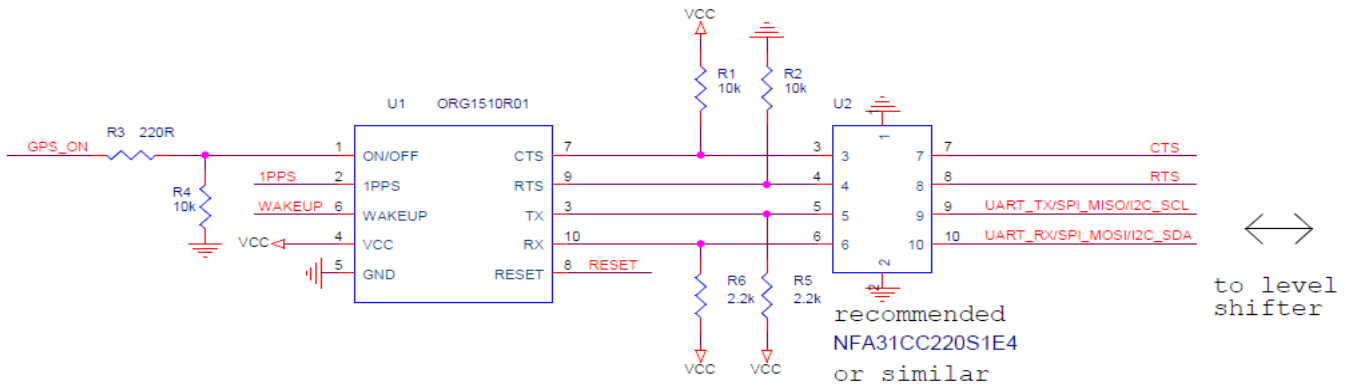 VCC
R1
10k
R2
10k
U1 ORG1510R01
U2
R3 220R
GPS_ON
1 ON/OFF CTS 7
3 3 1 7 7 CTS
1PPS 2 1PPS RTS 9
4 4 8 8 RTS
R4
10k
WAKEUP 6 WAKEUP TX 3
5 5 9 9 UART_TX/SPI_MISO/I2C_SCL
VCC 4 VCC RX 10
6 6 10 10 UART_RX/SPI_MOSI/I2C_SDA
5 GND RESET 8 RESET
2
R6
2.2k
R5
2.2k
VCC VCC
recommended
NFA31CC220S1E4
or similar
to level
shifter